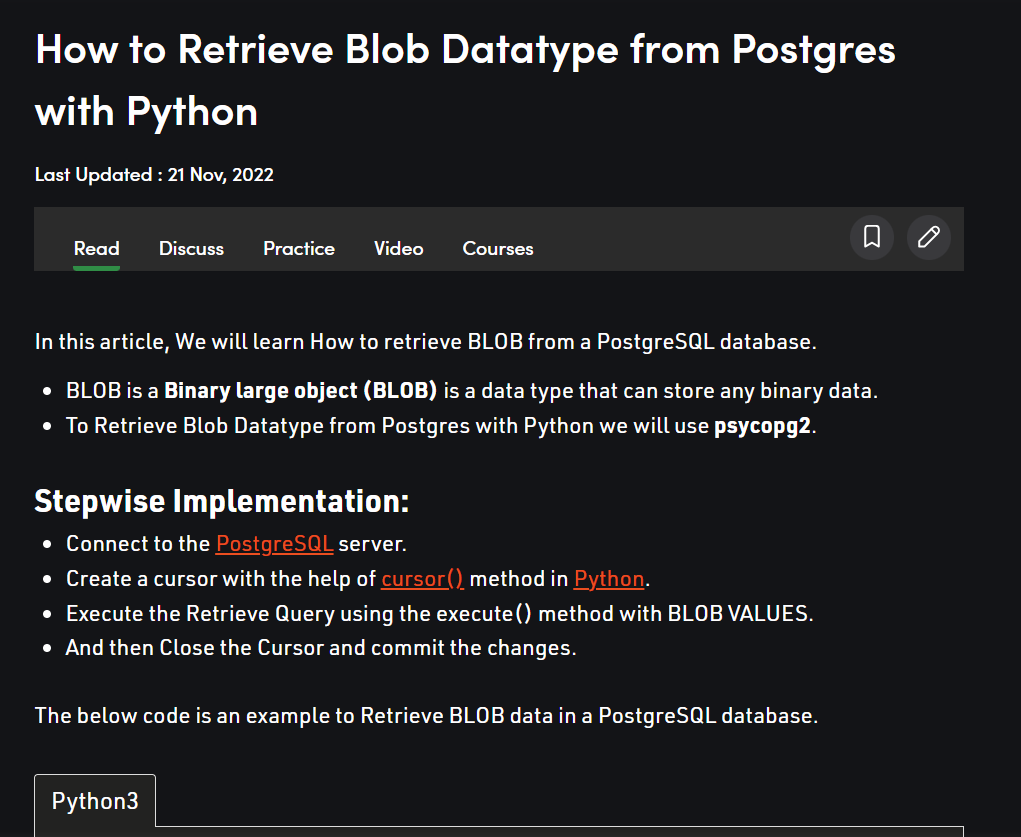 How to Retrieve Blob Datatype from Postgres
with Python
Last Updated : 21 Nov, 2022
Read Discuss Practice Video Courses
In this article, We will learn How to retrieve BLOB from a PostgreSQL database.
• BLOB is a Binary large object (BLOB) is a data type that can store any binary data.
• To Retrieve Blob Datatype from Postgres with Python we will use psycopg2.
Stepwise Implementation:
• Connect to the PostgreSQL server.
• Create a cursor with the help of cursor() method in Python.
• Execute the Retrieve Query using the execute() method with BLOB VALUES.
• And then Close the Cursor and commit the changes.
The below code is an example to Retrieve BLOB data in a PostgreSQL database.
Python3